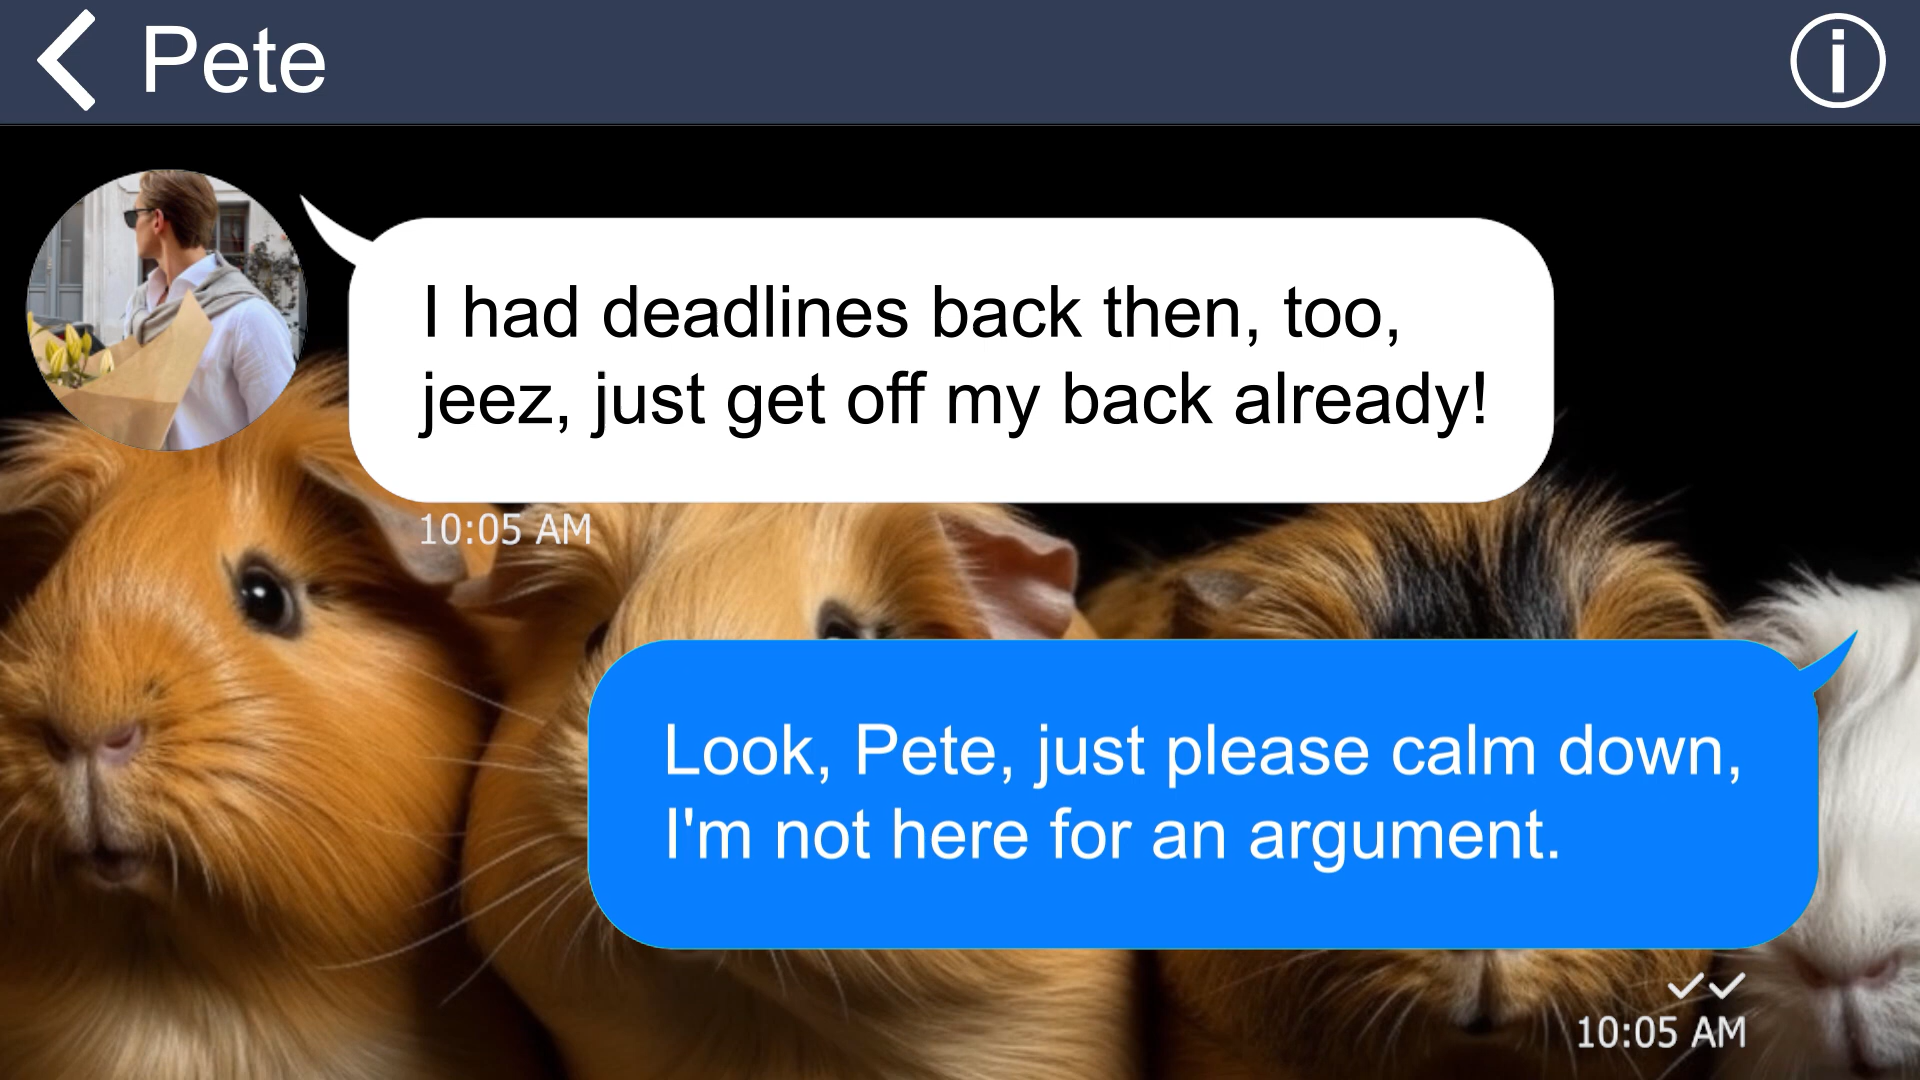 Pete
I had deadlines back then, too,
jeez, just get off my back already!
10:05 AM
Look, Pete, just please calm down,
I'm not here for an argument.
10:05 AM